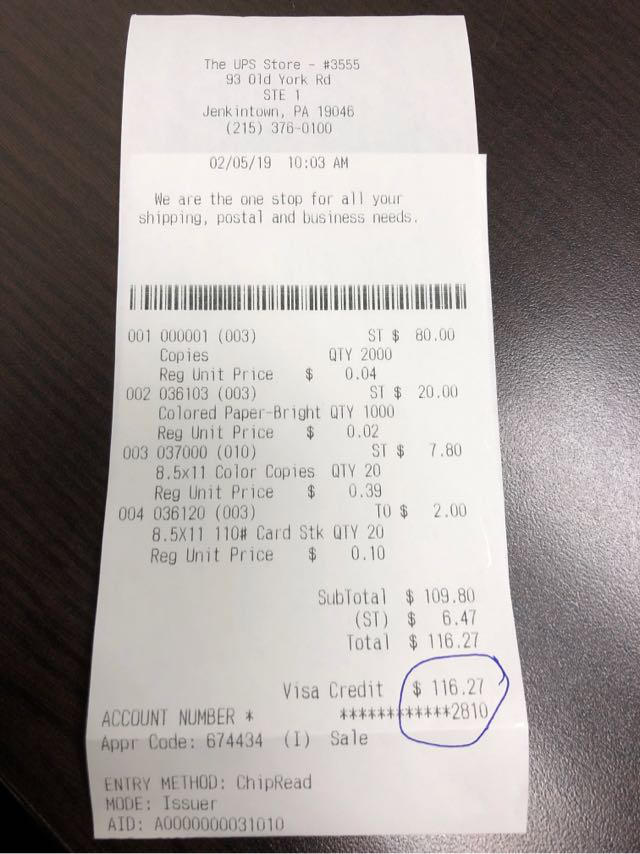 The UPS Store - #3555
93 Old York Rd
STE 1
Jenkintown, PA 19046
(215) 376-0100
02/05/19 10:03 AM
We are the one stop for all your
shipping, postal and business needs.
001 000001 (003) ST $ 80.00
Copies QTY 2000
Reg Unit Price $ 0.04
002 036103 (003) ST $ 20.00
Colored Paper-Bright QTY 1000
Reg Unit Price $ 0.02
003 037000 (010) ST $ 7.80
8.5x11 Color Copies QTY 20
Reg Unit Price $ 0.39
004 036120 (003) TO $ 2.00
8.5X11 110# Card Stk QTY 20
Reg Unit Price $ 0.10
SubTotal $ 109.80
(ST) $ 6.47
Total $ 116.27
Visa Credit $ 116.27
ACCOUNT NUMBER * ************2810
Appr Code: 674434 (I) Sale
ENTRY METHOD: ChipRead
MODE: Issuer
AID: A0000000031010